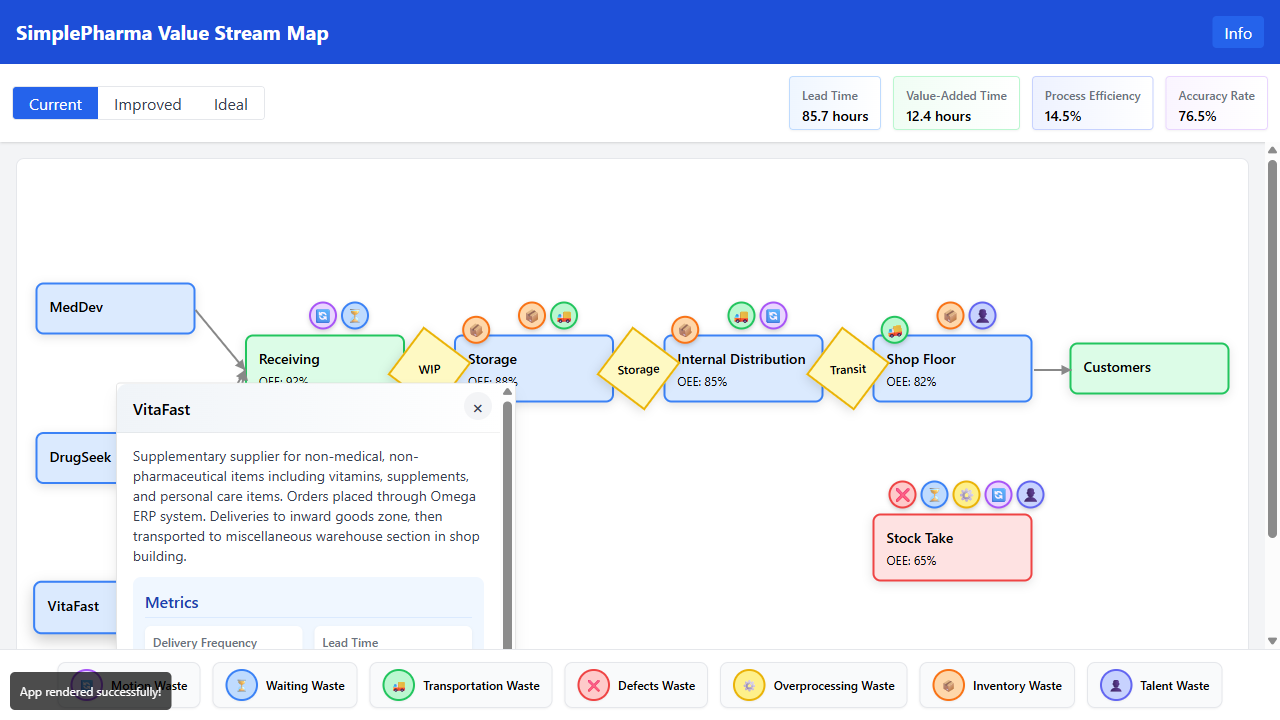 SimplePharma Value Stream Map
Info
Current
Improved
Ideal
Lead Time
85.7 hours
Value-Added Time
12.4 hours
Process Efficiency
14.5%
Accuracy Rate
76.5%
MedDev
Receiving
OEE: 92%
WIP
Storage
OEE: 88%
Storage
Internal Distribution
OEE: 85%
Transit
Shop Floor
OEE: 82%
Customers
DrugSeek
VitaFast
Stock Take
OEE: 65%
VitaFast
×
Supplementary supplier for non-medical, non-
pharmaceutical items including vitamins, supplements,
and personal care items. Orders placed through Omega
ERP system. Deliveries to inward goods zone, then
transported to miscellaneous warehouse section in shop
building.
Metrics
Delivery Frequency
Lead Time
App rendered successfully!
Motion Waste
Waiting Waste
Transportation Waste
Defects Waste
Overprocessing Waste
Inventory Waste
Talent Waste